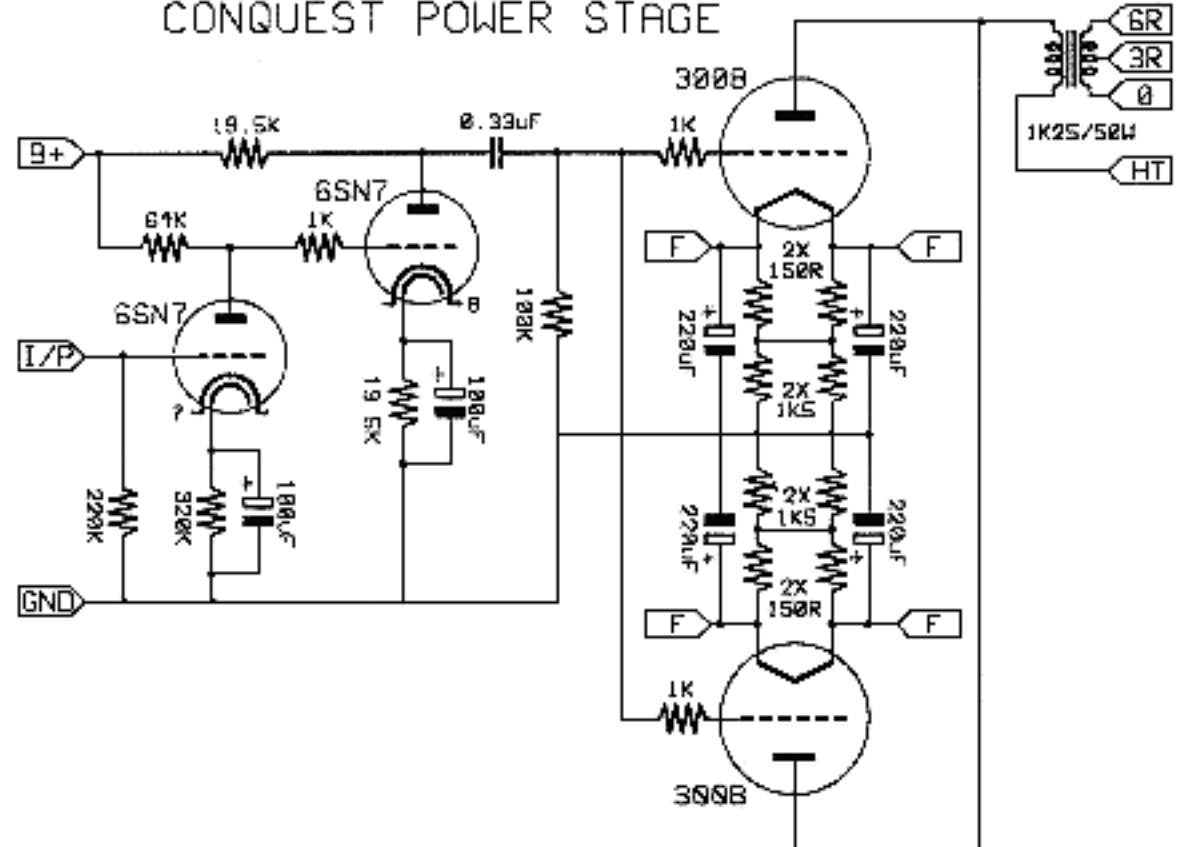 CONQUEST POWER STAGE
6R
3R
0
1K25/50W
HT
300B
B+
19.5K
0.33uF
1K
64K
6SN7
1K
8
F
2X
150R
F
220uF
+
220uF
+
100K
6SN7
7
I/P
19 5K
+
100uF
2X
1K5
220K
320K
+
100uF
2X
1K5
220uF
+
220uF
+
GND
2X
150R
F
F
1K
300B